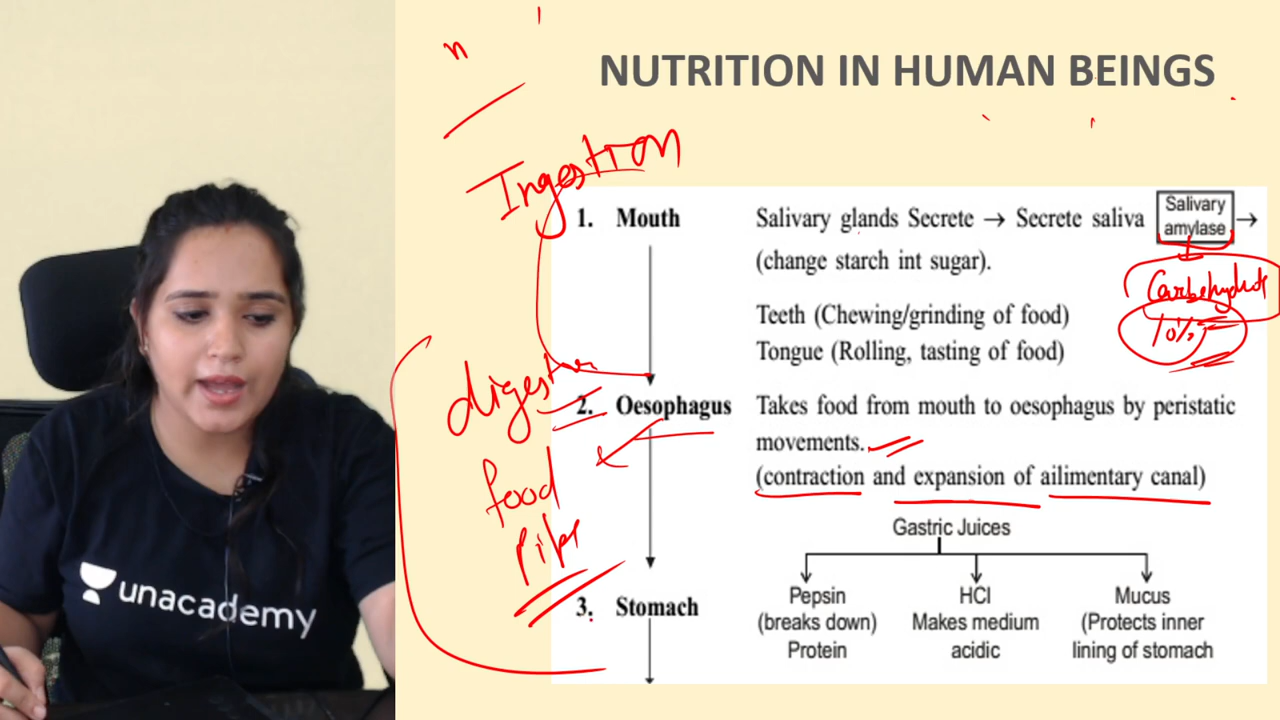 NUTRITION IN HUMAN BEINGS
Ingestion
1. Mouth
Salivary glands Secrete → Secrete saliva
Salivary
amylase
→
(change starch int sugar).
Carbohydrate
10%
Teeth (Chewing/grinding of food)
Tongue (Rolling, tasting of food)
digestion
2. Oesophagus
Takes food from mouth to oesophagus by peristatic
movements.
(contraction and expansion of ailimentary canal)
food
pipe
Gastric Juices
3. Stomach
Pepsin
(breaks down)
Protein
HCl
Makes medium
acidic
Mucus
(Protects inner
lining of stomach
unacademy